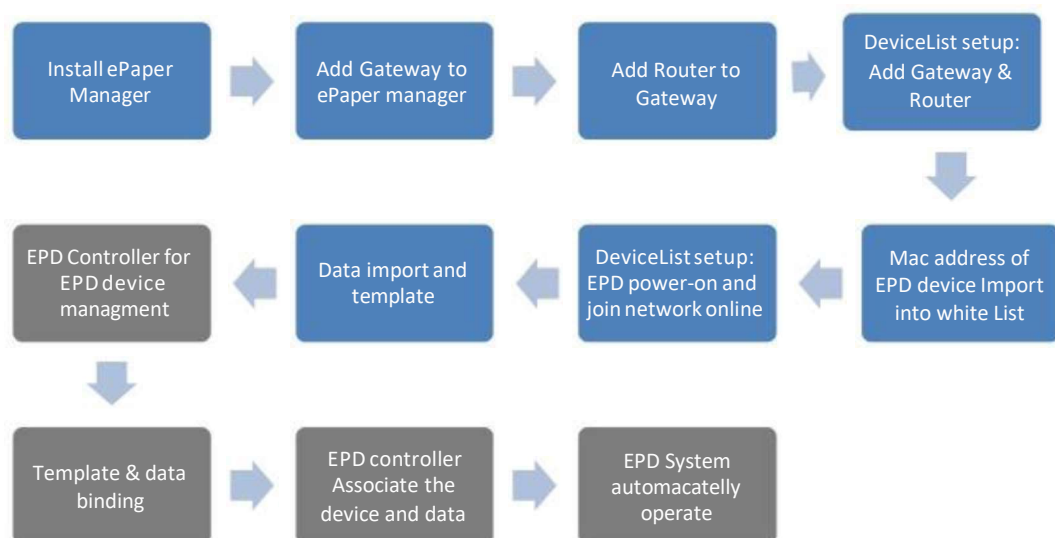 Install ePaper
Manager
Add Gateway to
ePaper manager
Add Router to
Gateway
DeviceList setup:
Add Gateway &
Router
Mac address of
EPD device Import
into white List
DeviceList setup:
EPD power-on and
join network online
Data import and
template
EPD Controller for
EPD device
managment
Template & data
binding
EPD controller
Associate the
device and data
EPD System
automacatelly
operate